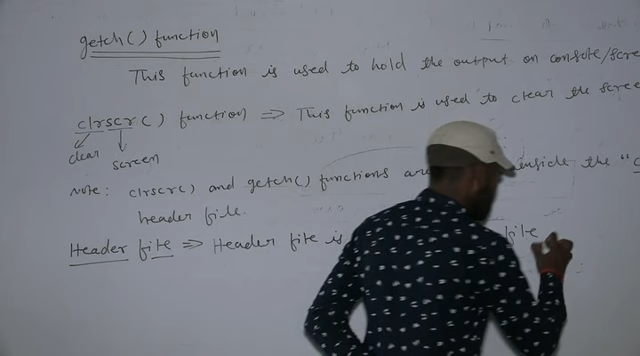 getch() function
This function is used to hold the output on console/scree
clrscr() function ⇒ This function is used to clear the scree
clear screen
Note: clrscr() and getch() functions are inside the "c
header file.
Header file ⇒ Header file is file